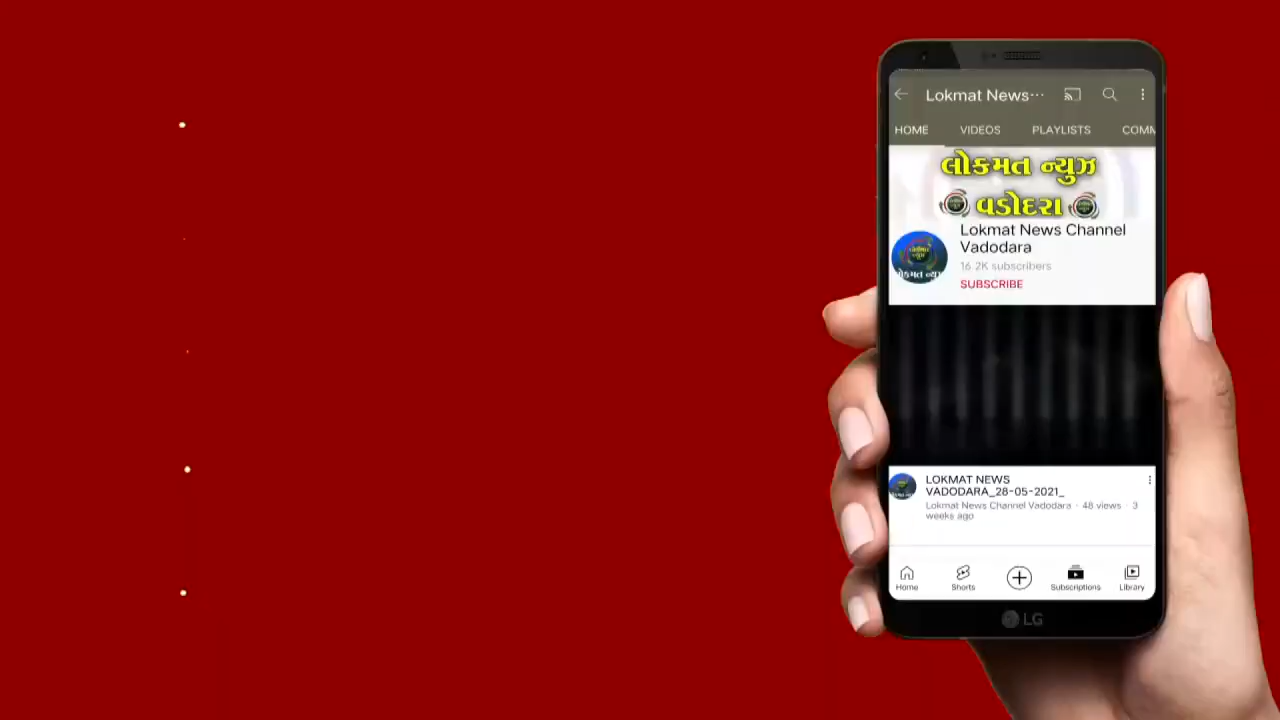 Lokmat News...
HOME VIDEOS PLAYLISTS COMM
લોકમત ન્યુઝ
વડોદરા
Lokmat News Channel
Vadodara
16.2K subscribers
SUBSCRIBE
લોકમત ન્યુઝ
LOKMAT NEWS
VADODARA_28-05-2021_
Lokmat News Channel Vadodara · 48 views · 3
weeks ago
Home Shorts Subscriptions Library
LG